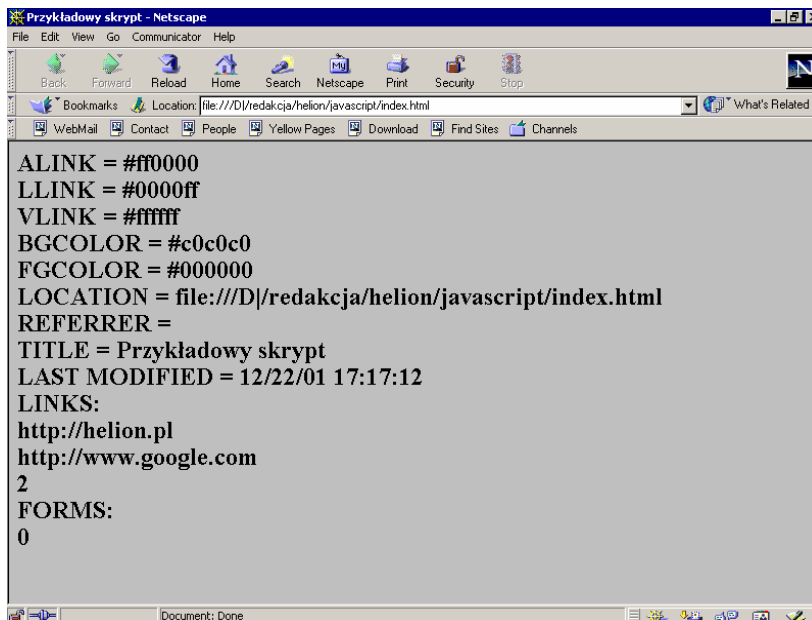 Przykładowy skrypt - Netscape
File Edit View Go Communicator Help
Back Forward Reload Home Search Netscape Print Security Stop
Bookmarks Location: file:///D|/redakcja/helion/javascript/index.html What's Related
WebMail Contact People Yellow Pages Download Find Sites Channels
ALINK = #ff0000
LLINK = #0000ff
VLINK = #ffffff
BGCOLOR = #c0c0c0
FGCOLOR = #000000
LOCATION = file:///D|/redakcja/helion/javascript/index.html
REFERRER =
TITLE = Przykładowy skrypt
LAST MODIFIED = 12/22/01 17:17:12
LINKS:
http://helion.pl
http://www.google.com
2
FORMS:
0
Document: Done